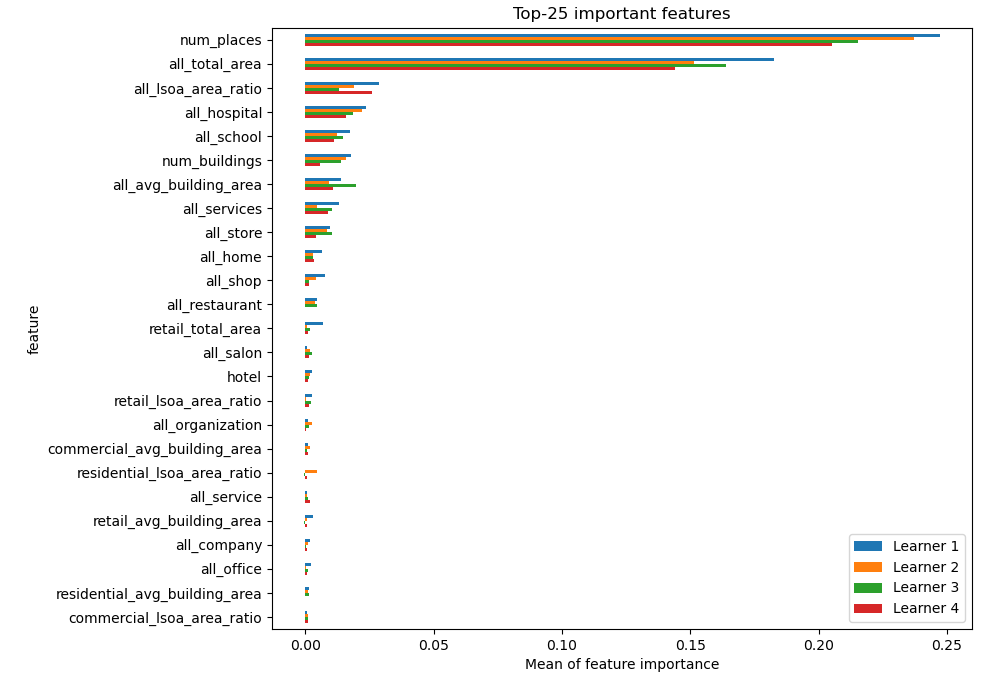 Top-25 important features
num_places
all_total_area
all_lsoa_area_ratio
all_hospital
all_school
num_buildings
all_avg_building_area
all_services
all_store
all_home
all_shop
all_restaurant
retail_total_area
all_salon
hotel
retail_lsoa_area_ratio
all_organization
commercial_avg_building_area
residential_lsoa_area_ratio
all_service
retail_avg_building_area
all_company
all_office
residential_avg_building_area
commercial_lsoa_area_ratio
feature
Learner 1
Learner 2
Learner 3
Learner 4
0.00 0.05 0.10 0.15 0.20 0.25
Mean of feature importance